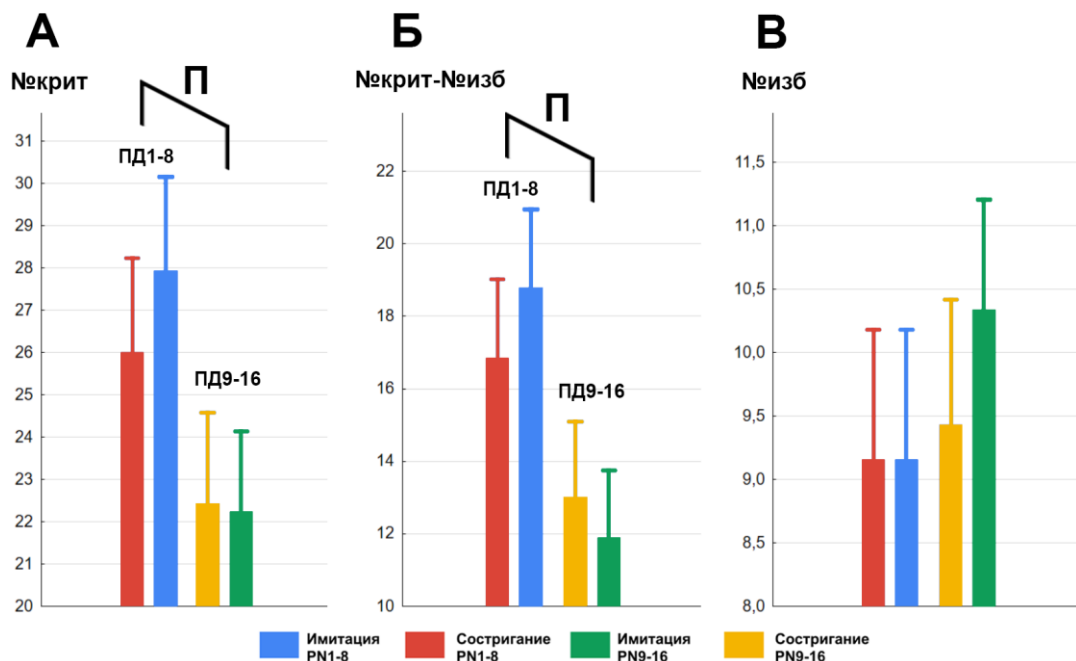 А
№крит
П
ПД1-8
ПД9-16
31
30
29
28
27
26
25
24
23
22
21
20
Б
№крит-№изб
П
ПД1-8
ПД9-16
22
20
18
16
14
12
10
В
№изб
11,5
11,0
10,5
10,0
9,5
9,0
8,5
8,0
Имитация
PN1-8
Состригание
PN1-8
Имитация
PN9-16
Состригание
PN9-16